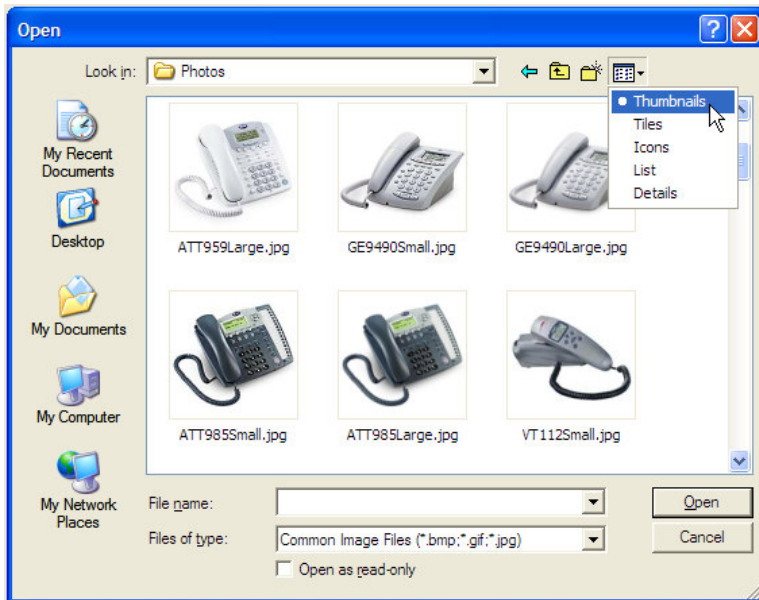 Open
Look in:
Photos
Thumbnails
Tiles
Icons
List
Details
My Recent
Documents
Desktop
My Documents
My Computer
My Network
Places
ATT959Large.jpg
GE9490Small.jpg
GE9490Large.jpg
ATT985Small.jpg
ATT985Large.jpg
VT112Small.jpg
File name:
Open
Files of type:
Common Image Files (*.bmp;*.gif;*.jpg)
Cancel
Open as read-only